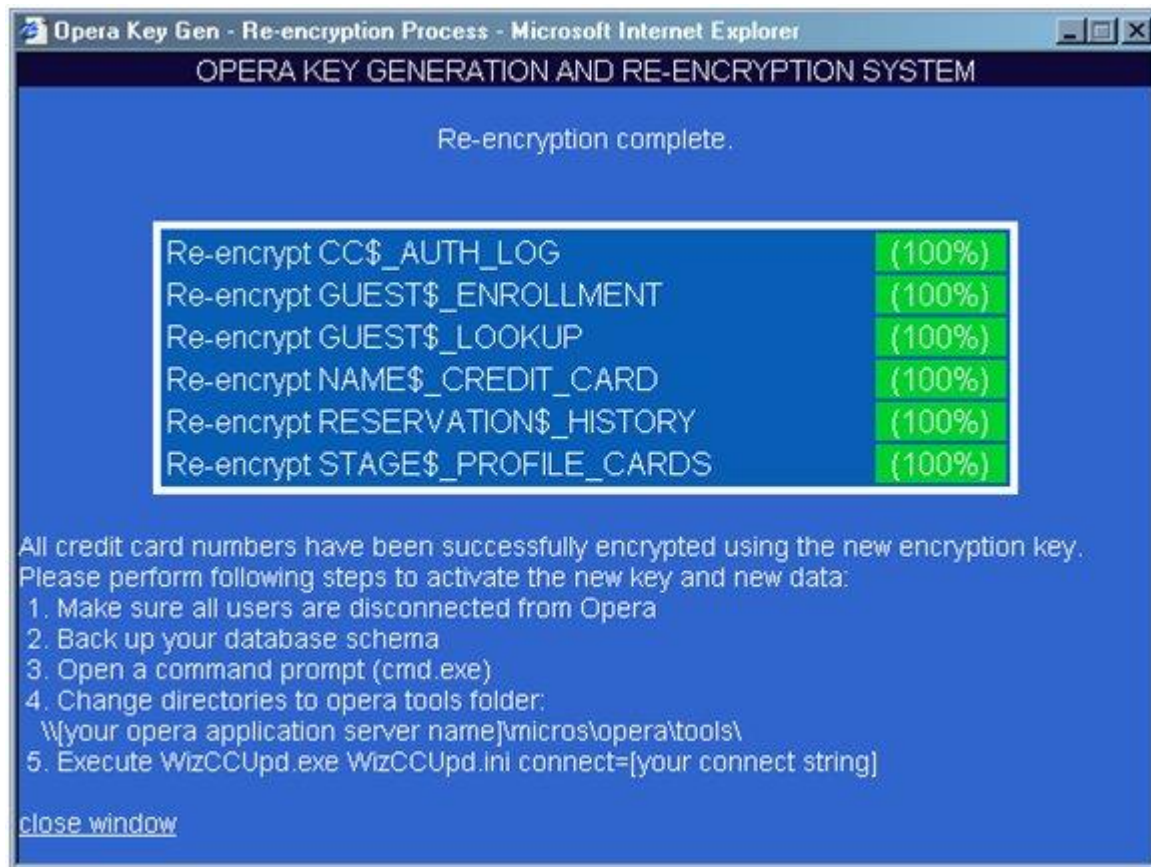 Opera Key Gen - Re-encryption Process - Microsoft Internet Explorer
OPERA KEY GENERATION AND RE-ENCRYPTION SYSTEM
Re-encryption complete.
Re-encrypt CC$_AUTH_LOG (100%)
Re-encrypt GUEST$_ENROLLMENT (100%)
Re-encrypt GUEST$_LOOKUP (100%)
Re-encrypt NAME$_CREDIT_CARD (100%)
Re-encrypt RESERVATION$_HISTORY (100%)
Re-encrypt STAGE$_PROFILE_CARDS (100%)
All credit card numbers have been successfully encrypted using the new encryption key.
Please perform following steps to activate the new key and new data:
1. Make sure all users are disconnected from Opera
2. Back up your database schema
3. Open a command prompt (cmd.exe)
4. Change directories to opera tools folder:
\\[your opera application server name]\micros\opera\tools\
5. Execute WizCCUpd.exe WizCCUpd.ini connect=[your connect string]
close window